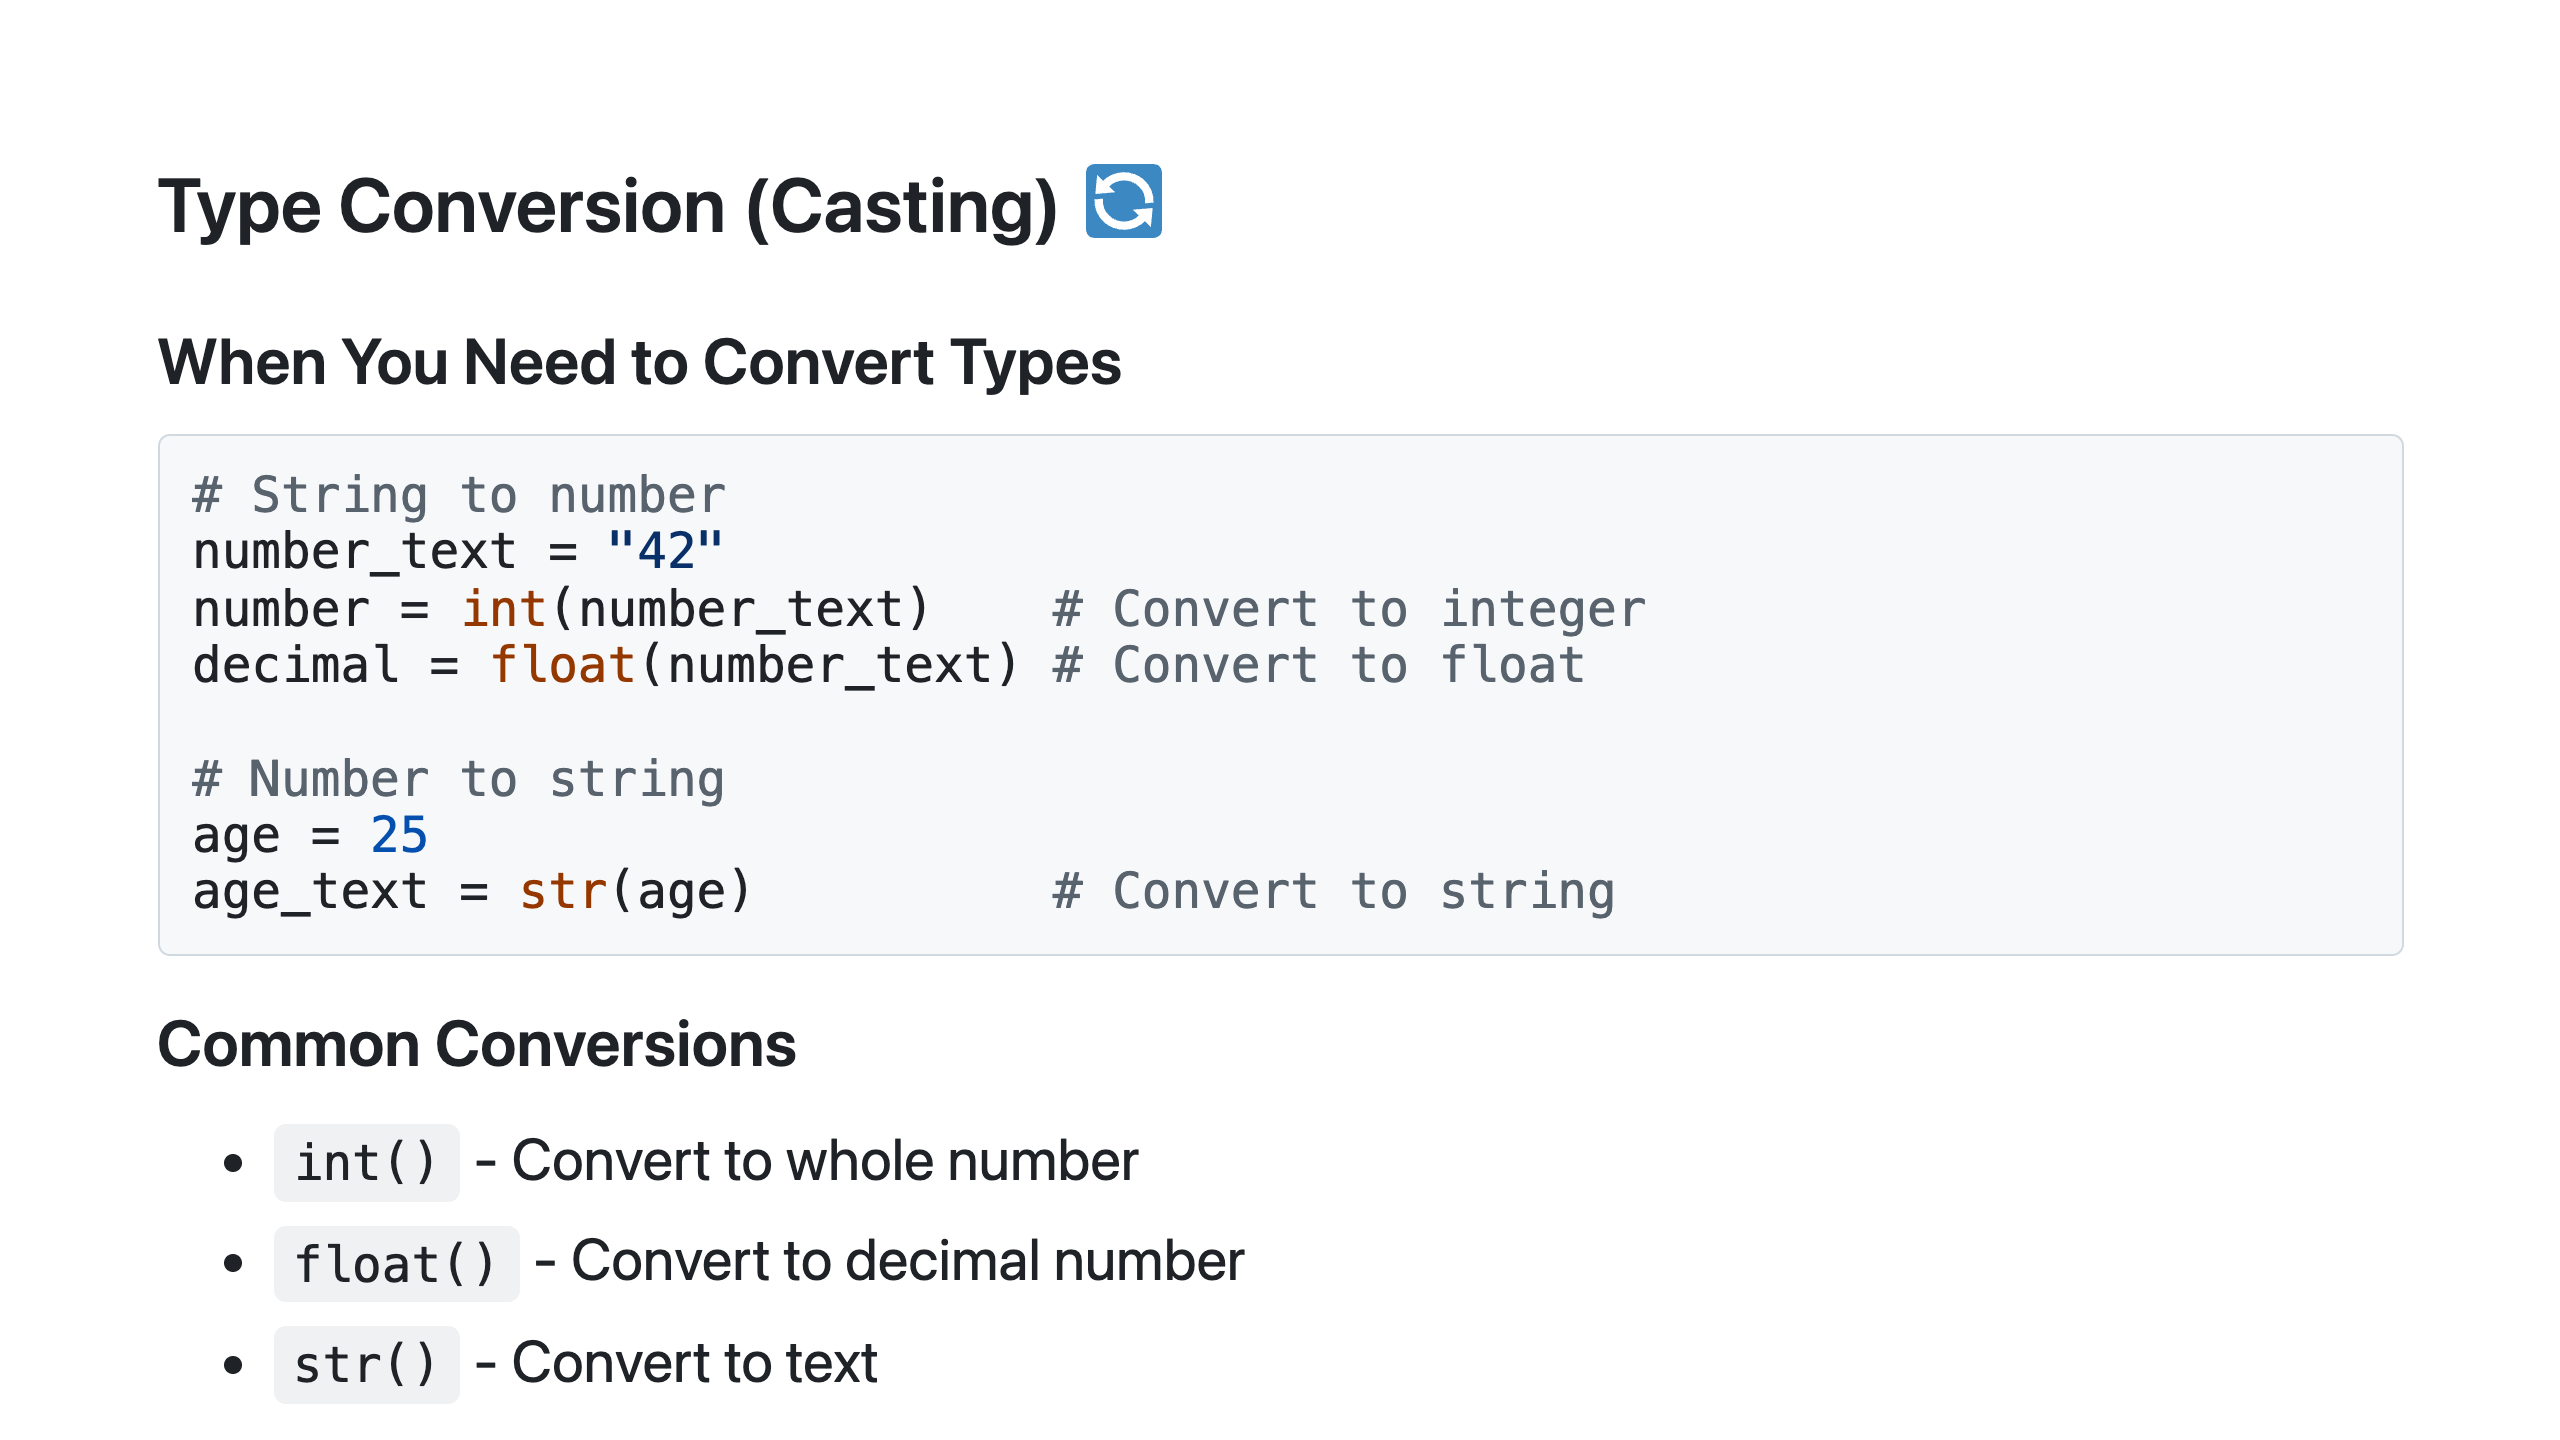 Type Conversion (Casting) 🔄
When You Need to Convert Types
# String to number
number_text = "42"
number = int(number_text)    # Convert to integer
decimal = float(number_text) # Convert to float
# Number to string
age = 25
age_text = str(age)          # Convert to string
Common Conversions
• int() - Convert to whole number
• float() - Convert to decimal number
• str() - Convert to text